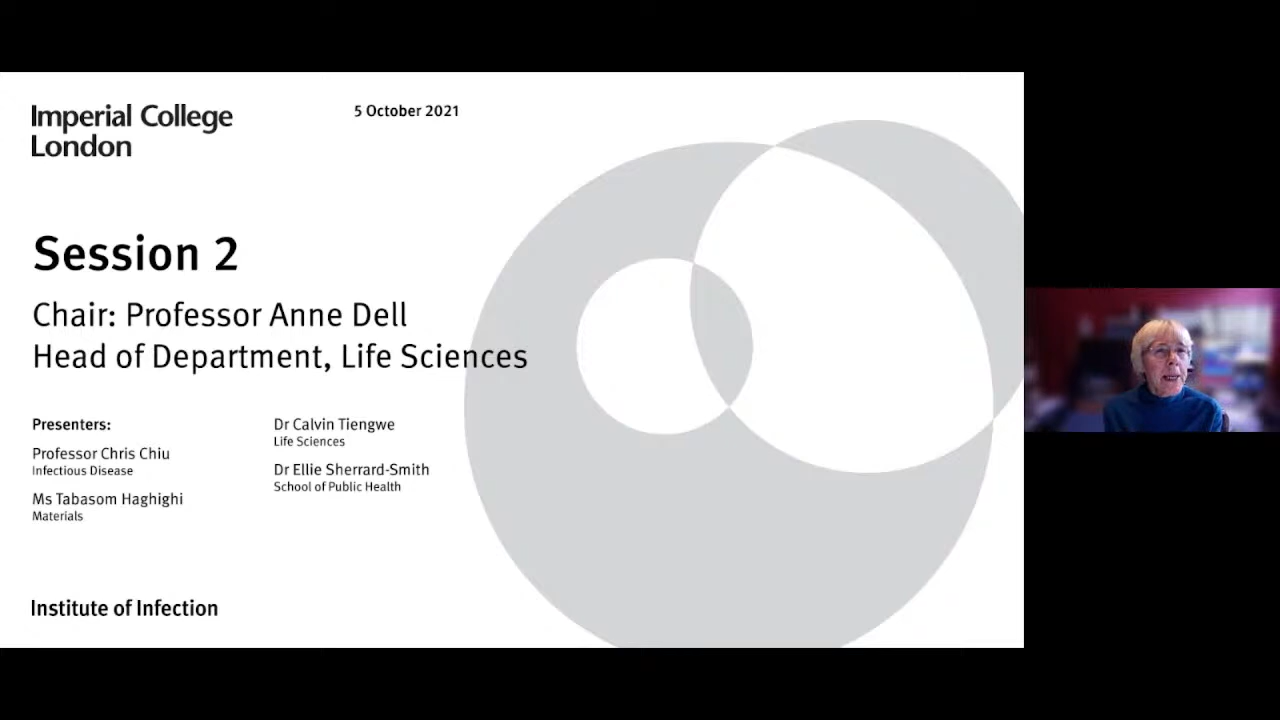 Imperial College
London
5 October 2021
Session 2
Chair: Professor Anne Dell
Head of Department, Life Sciences
Presenters:
Professor Chris Chiu
Infectious Disease
Ms Tabasom Haghighi
Materials
Dr Calvin Tiengwe
Life Sciences
Dr Ellie Sherrard-Smith
School of Public Health
Institute of Infection